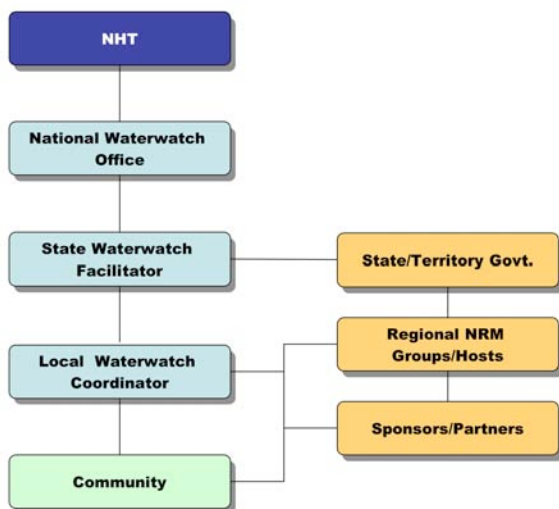 NHT
National Waterwatch
Office
State Waterwatch
Facilitator
State/Territory Govt.
Local Waterwatch
Coordinator
Regional NRM
Groups/Hosts
Sponsors/Partners
Community